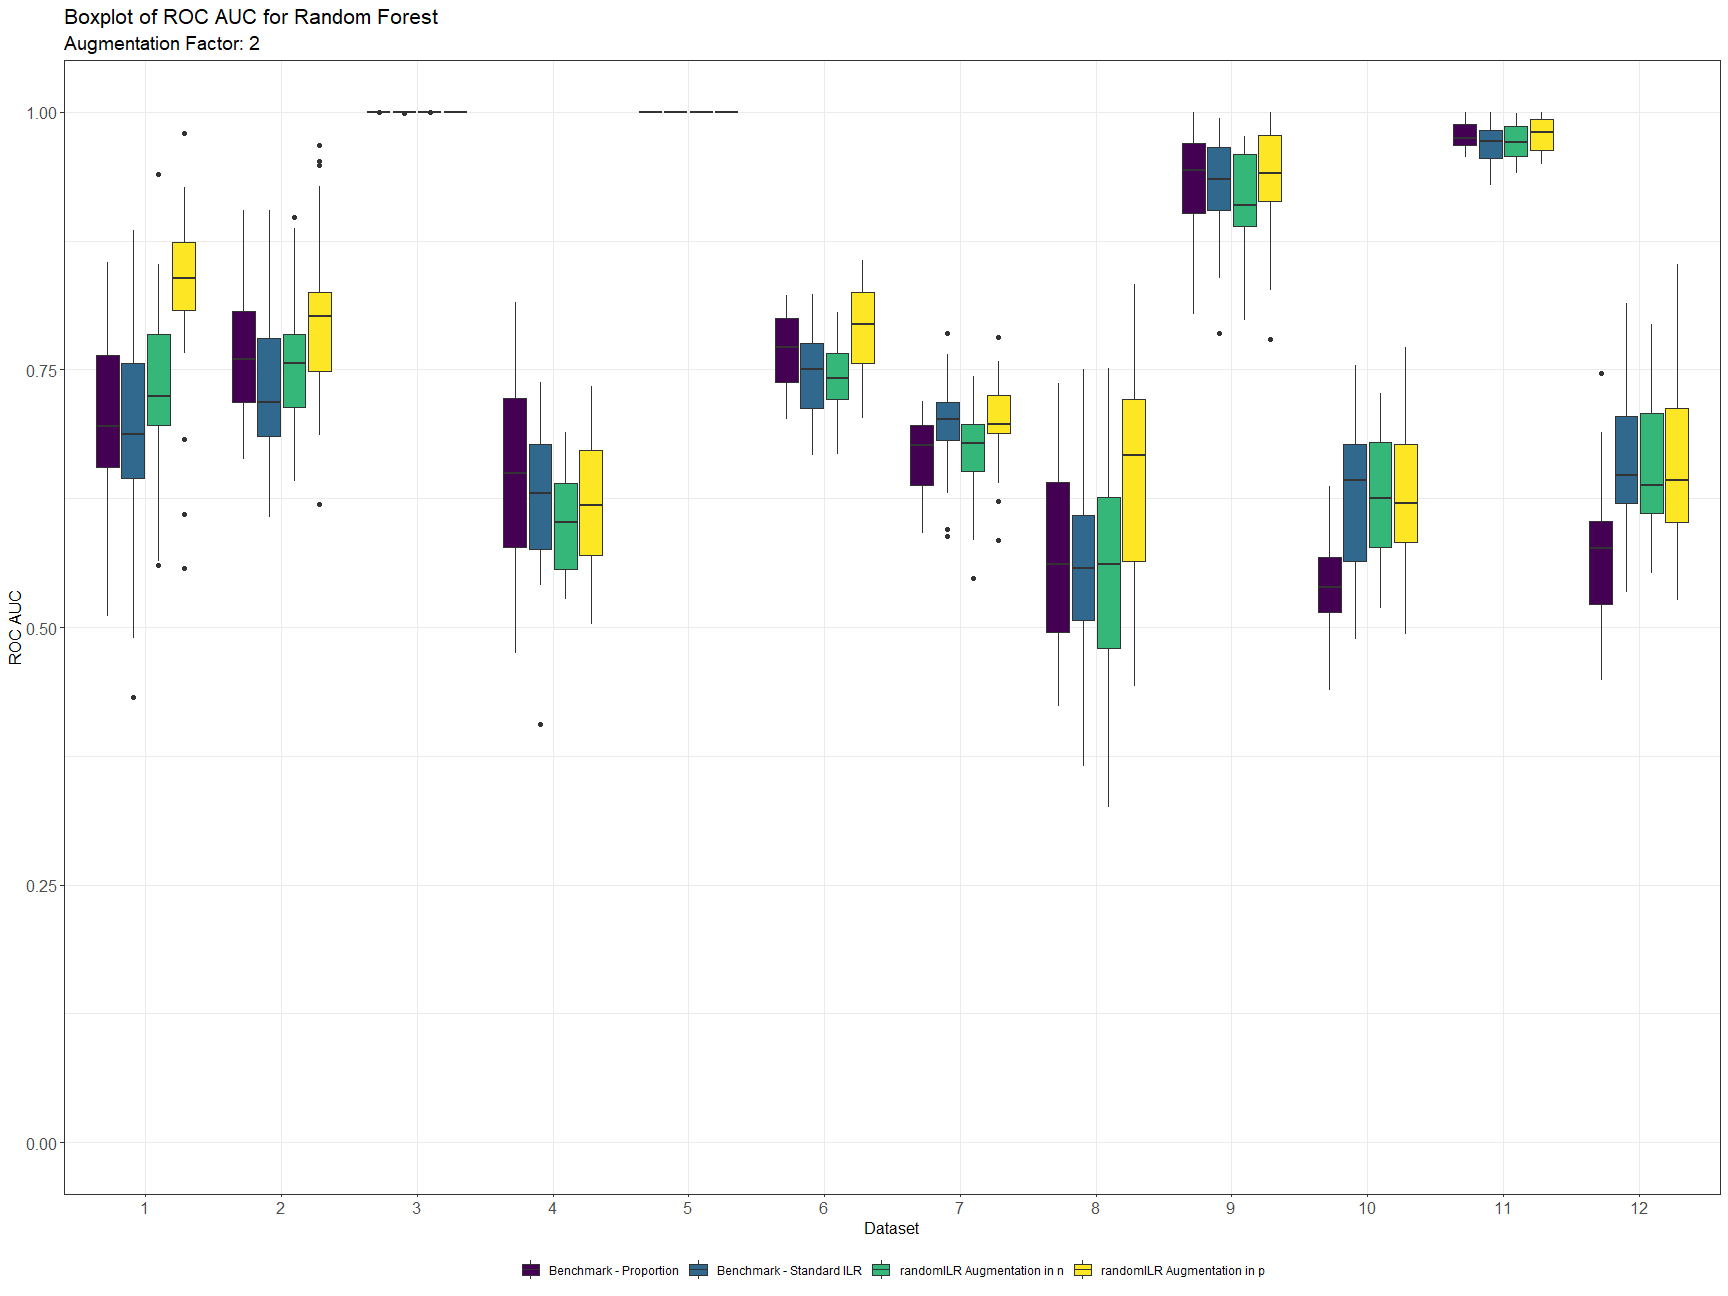 Boxplot of ROC AUC for Random Forest
Augmentation Factor: 2
1.00
0.75
0.50
0.25
0.00
ROC AUC
1 2 3 4 5 6 7 8 9 10 11 12
Dataset
Benchmark - Proportion Benchmark - Standard ILR randomILR Augmentation in n randomILR Augmentation in p